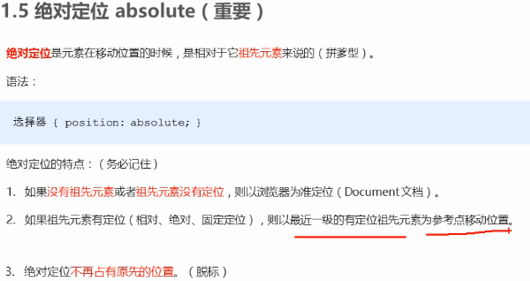 1.5 绝对定位 absolute（重要）
绝对定位是元素在移动位置的时候，是相对于它祖先元素来说的（拼爹型）。
语法：
选择器 { position: absolute; }
绝对定位的特点：（务必记住）
1. 如果没有祖先元素或者祖先元素没有定位，则以浏览器为准定位（Document 文档）。
2. 如果祖先元素有定位（相对、绝对、固定定位），则以最近一级的有定位祖先元素为参考点移动位置。
3. 绝对定位不再占有原先的位置。（脱标）